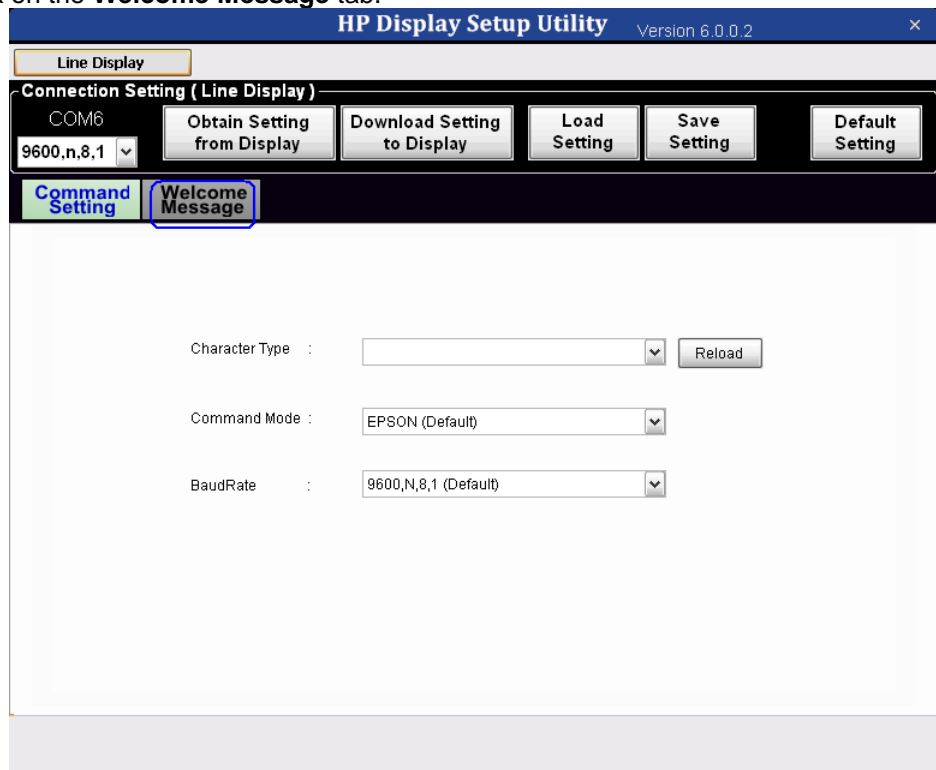 on the Welcome Message tab.
HP Display Setup Utility Version 6.0.0.2 ×
Line Display
Connection Setting ( Line Display )
COM6
9600,n,8,1
Obtain Setting
from Display
Download Setting
to Display
Load
Setting
Save
Setting
Default
Setting
Command
Setting
Welcome
Message
Character Type :
Reload
Command Mode : EPSON (Default)
BaudRate : 9600,N,8,1 (Default)